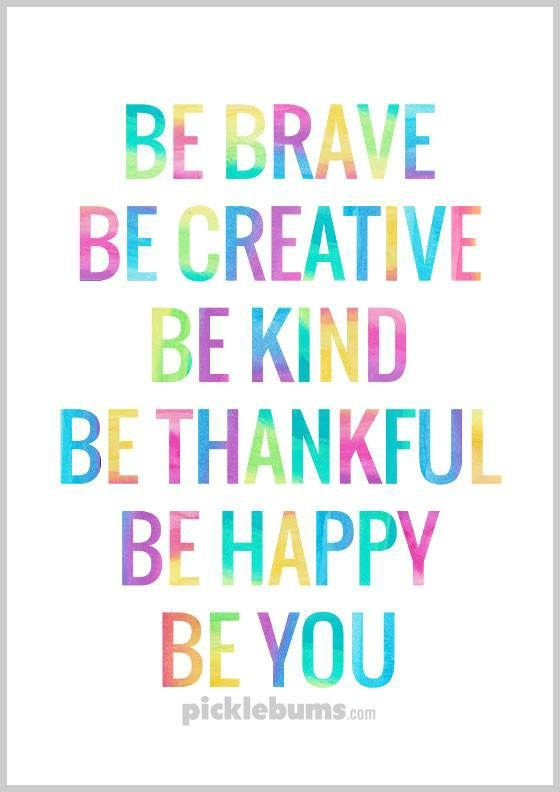 BE BRAVE
BE CREATIVE
BE KIND
BE THANKFUL
BE HAPPY
BE YOU
picklebums.com